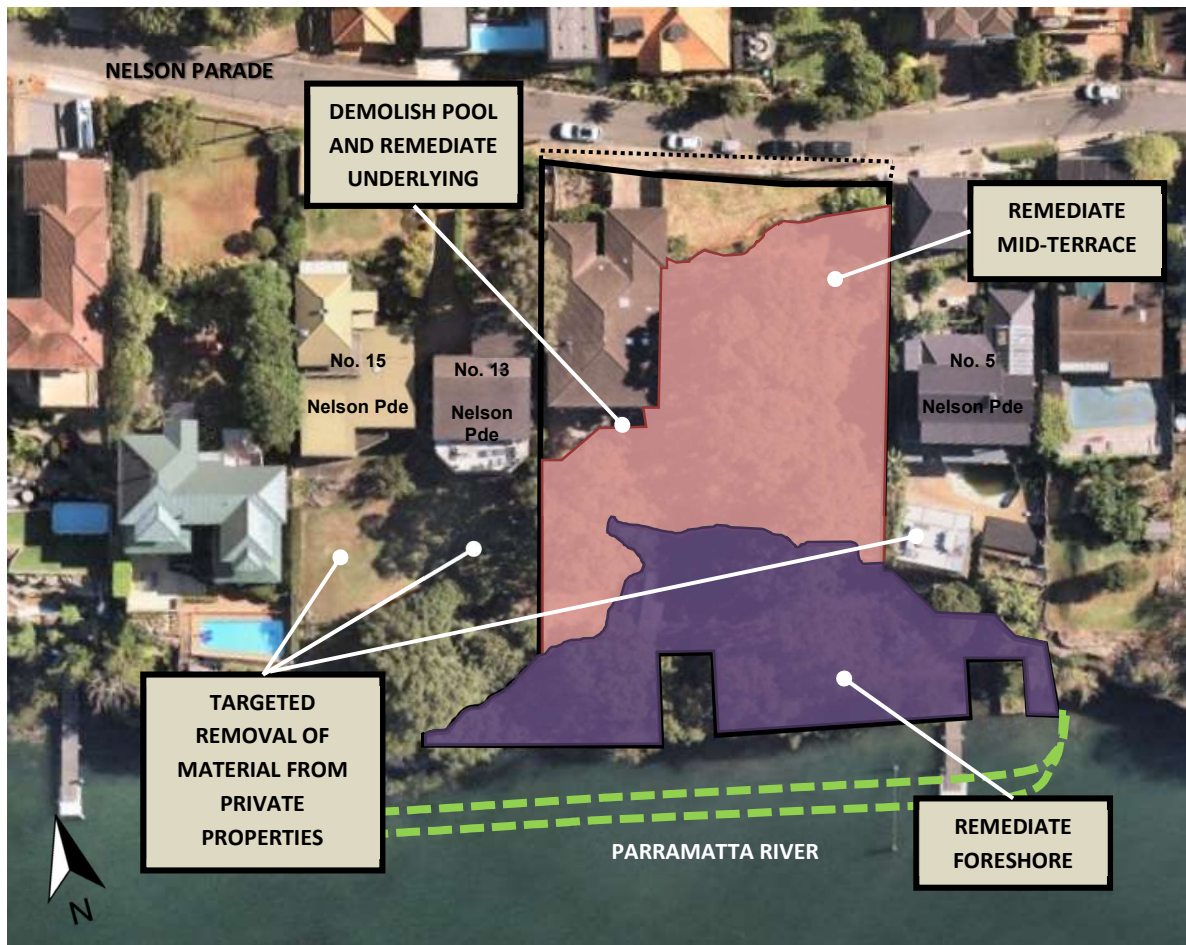 NELSON PARADE
DEMOLISH POOL
AND REMEDIATE
UNDERLYING
REMEDIATE
MID-TERRACE
No. 15
Nelson Pde
No. 13
Nelson
Pde
No. 5
Nelson Pde
TARGETED
REMOVAL OF
MATERIAL FROM
PRIVATE
PROPERTIES
REMEDIATE
FORESHORE
PARRAMATTA RIVER
N